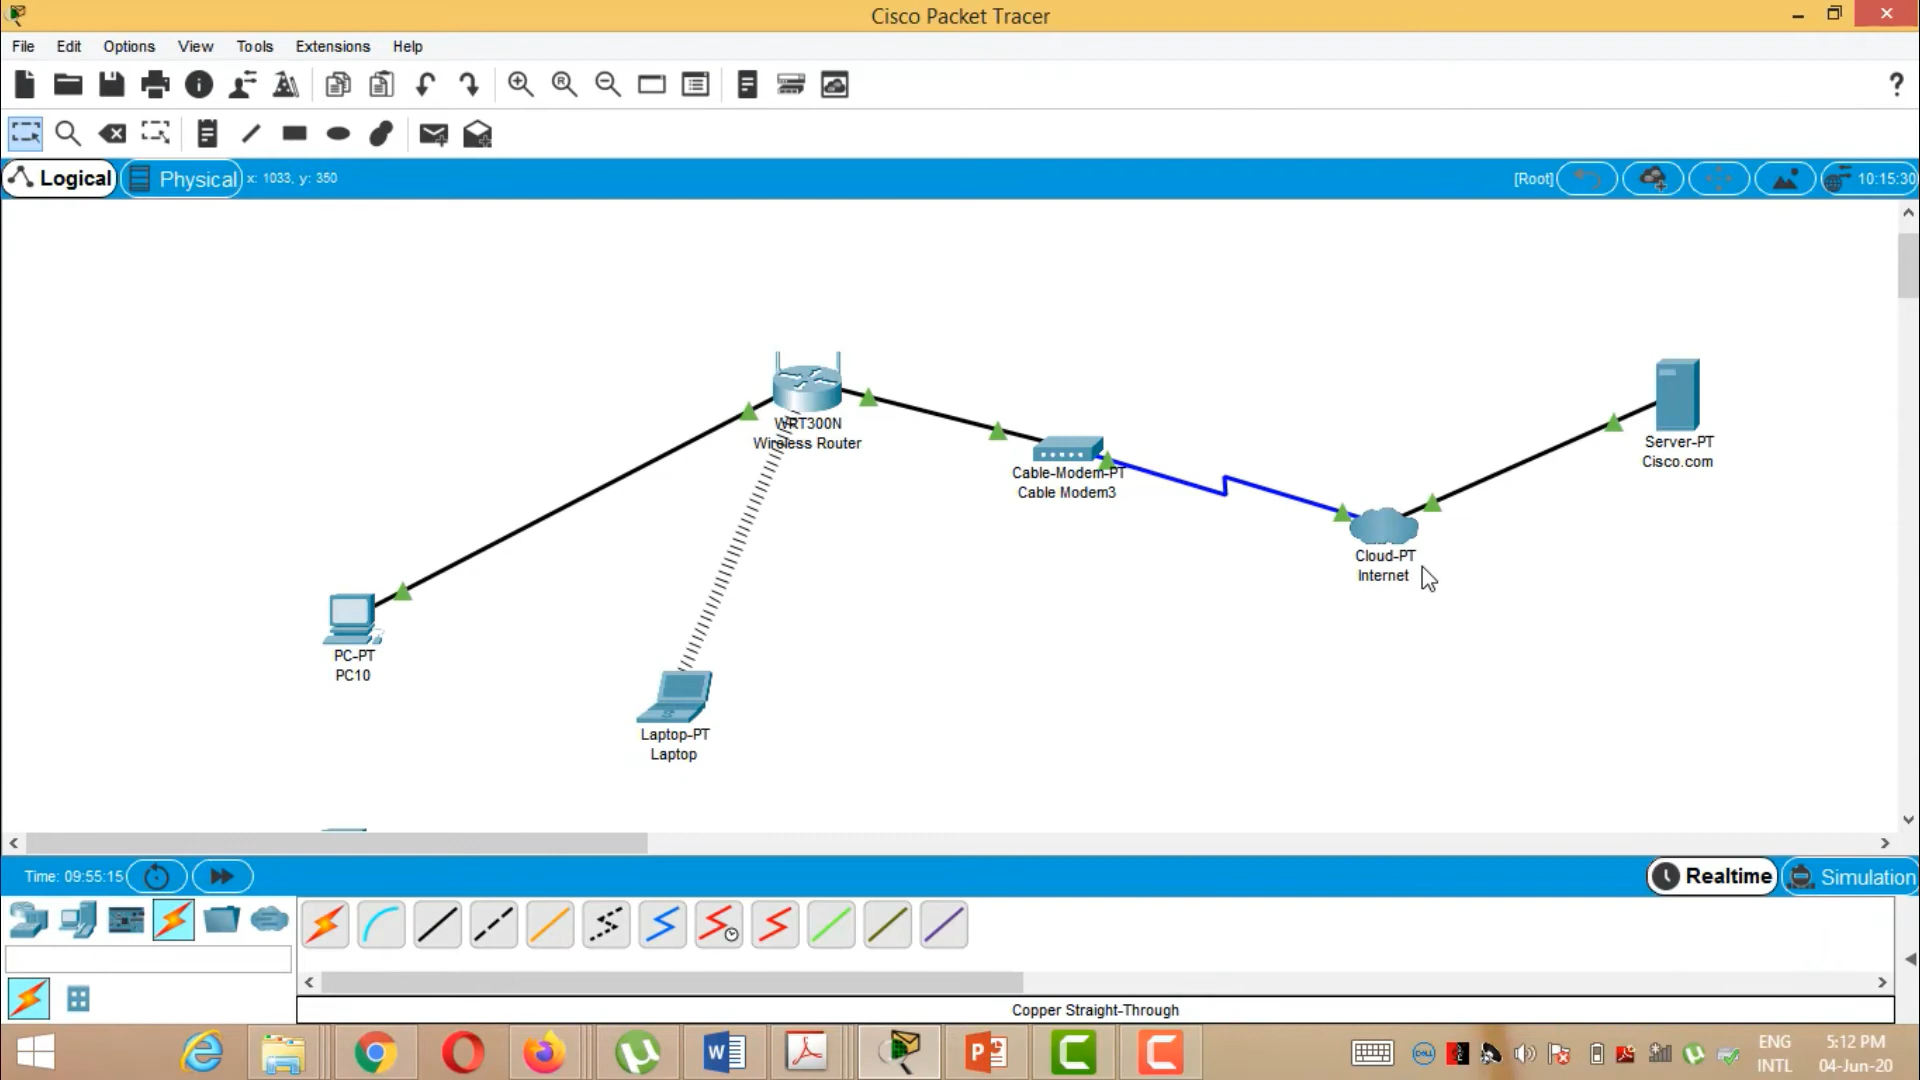 Cisco Packet Tracer
File Edit Options View Tools Extensions Help
Logical Physical x: 1033, y: 350 [Root] 10:15:30
WRT300N
Wireless Router
Cable-Modem-PT
Cable Modem3
Server-PT
Cisco.com
Cloud-PT
Internet
PC-PT
PC10
Laptop-PT
Laptop
Time: 09:55:15 Realtime Simulation
Copper Straight-Through
ENG 5:12 PM
INTL 04-Jun-20